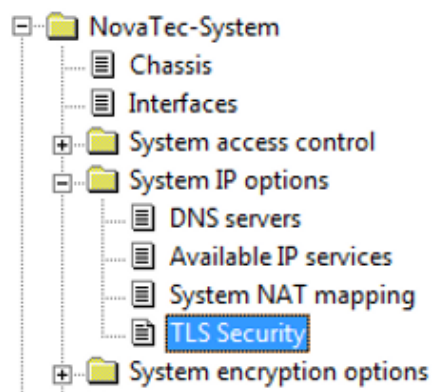 NovaTec-System
Chassis
Interfaces
System access control
System IP options
DNS servers
Available IP services
System NAT mapping
TLS Security
System encryption options